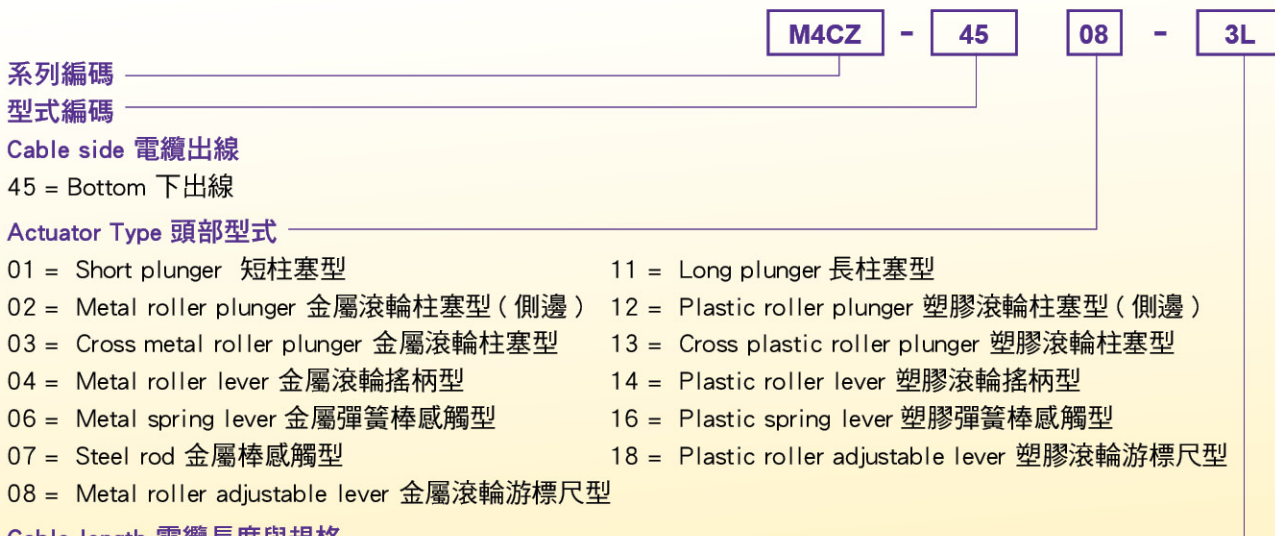 M4CZ - 45 08 - 3L
系列編碼
型式編碼
Cable side 電纜出線
45 = Bottom 下出線
Actuator Type 頭部型式
01 = Short plunger 短柱塞型
11 = Long plunger 長柱塞型
02 = Metal roller plunger 金屬滾輪柱塞型 ( 側邊 )
12 = Plastic roller plunger 塑膠滾輪柱塞型 ( 側邊 )
03 = Cross metal roller plunger 金屬滾輪柱塞型
13 = Cross plastic roller plunger 塑膠滾輪柱塞型
04 = Metal roller lever 金屬滾輪搖柄型
14 = Plastic roller lever 塑膠滾輪搖柄型
06 = Metal spring lever 金屬彈簧棒感觸型
16 = Plastic spring lever 塑膠彈簧棒感觸型
07 = Steel rod 金屬棒感觸型
18 = Plastic roller adjustable lever 塑膠滾輪游標尺型
08 = Metal roller adjustable lever 金屬滾輪游標尺型
Cable length 電纜長度與規格